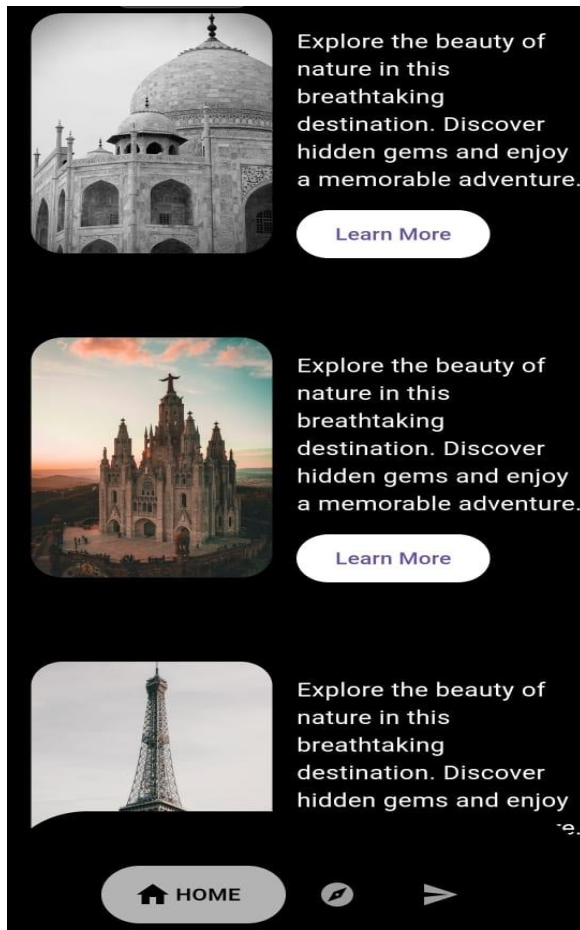 Explore the beauty of
nature in this
breathtaking
destination. Discover
hidden gems and enjoy
a memorable adventure.
Learn More
Explore the beauty of
nature in this
breathtaking
destination. Discover
hidden gems and enjoy
a memorable adventure.
Learn More
Explore the beauty of
nature in this
breathtaking
destination. Discover
hidden gems and enjoy
HOME